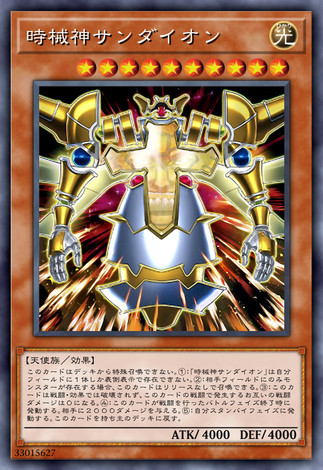 時械神サンダイオン
光
【天使族／効果】
このカードはデッキから特殊召喚できない。①：「時械神サンダイオン」は自分
フィールドに１体しか表側表示で存在できない。②：相手フィールドにのみモ
ンスターが存在する場合、このカードはリリースなしで召喚できる。③：この
カードは戦闘・効果では破壊されず、このカードの戦闘で発生するお互いの戦闘
ダメージは０になる。④：このカードが戦闘を行ったバトルフェイズ終了時に
発動する。相手に２０００ダメージを与える。⑤：自分スタンバイフェイズに発
動する。このカードを持ち主のデッキに戻す。
ATK/ 4000 DEF/ 4000
33015627